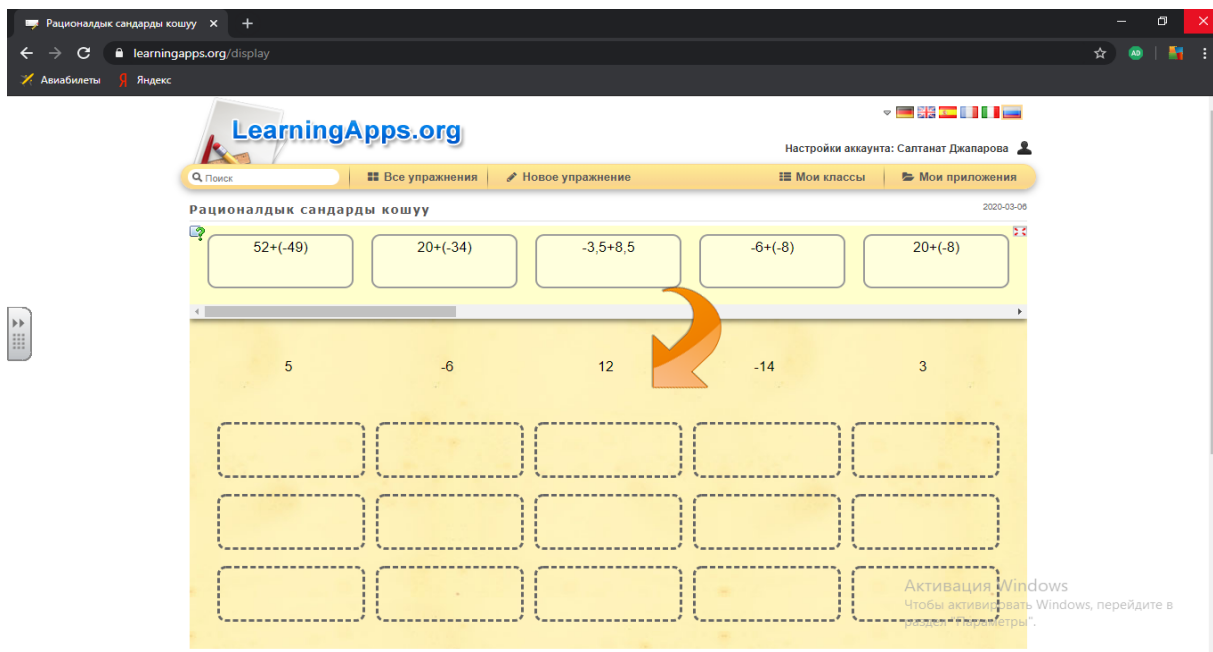 Рационалдык сандарды кошуу
learningapps.org/display
Авиабилеты
Яндекс
LearningApps.org
Настройки аккаунта: Салтанат Джапарова
Поиск
Все упражнения
Новое упражнение
Мои классы
Мои приложения
Рационалдык сандарды кошуу
2020-03-06
52+(-49)
20+(-34)
-3,5+8,5
-6+(-8)
20+(-8)
5
-6
12
-14
3
Активация Windows
Чтобы активировать Windows, перейдите в
раздел "Параметры".